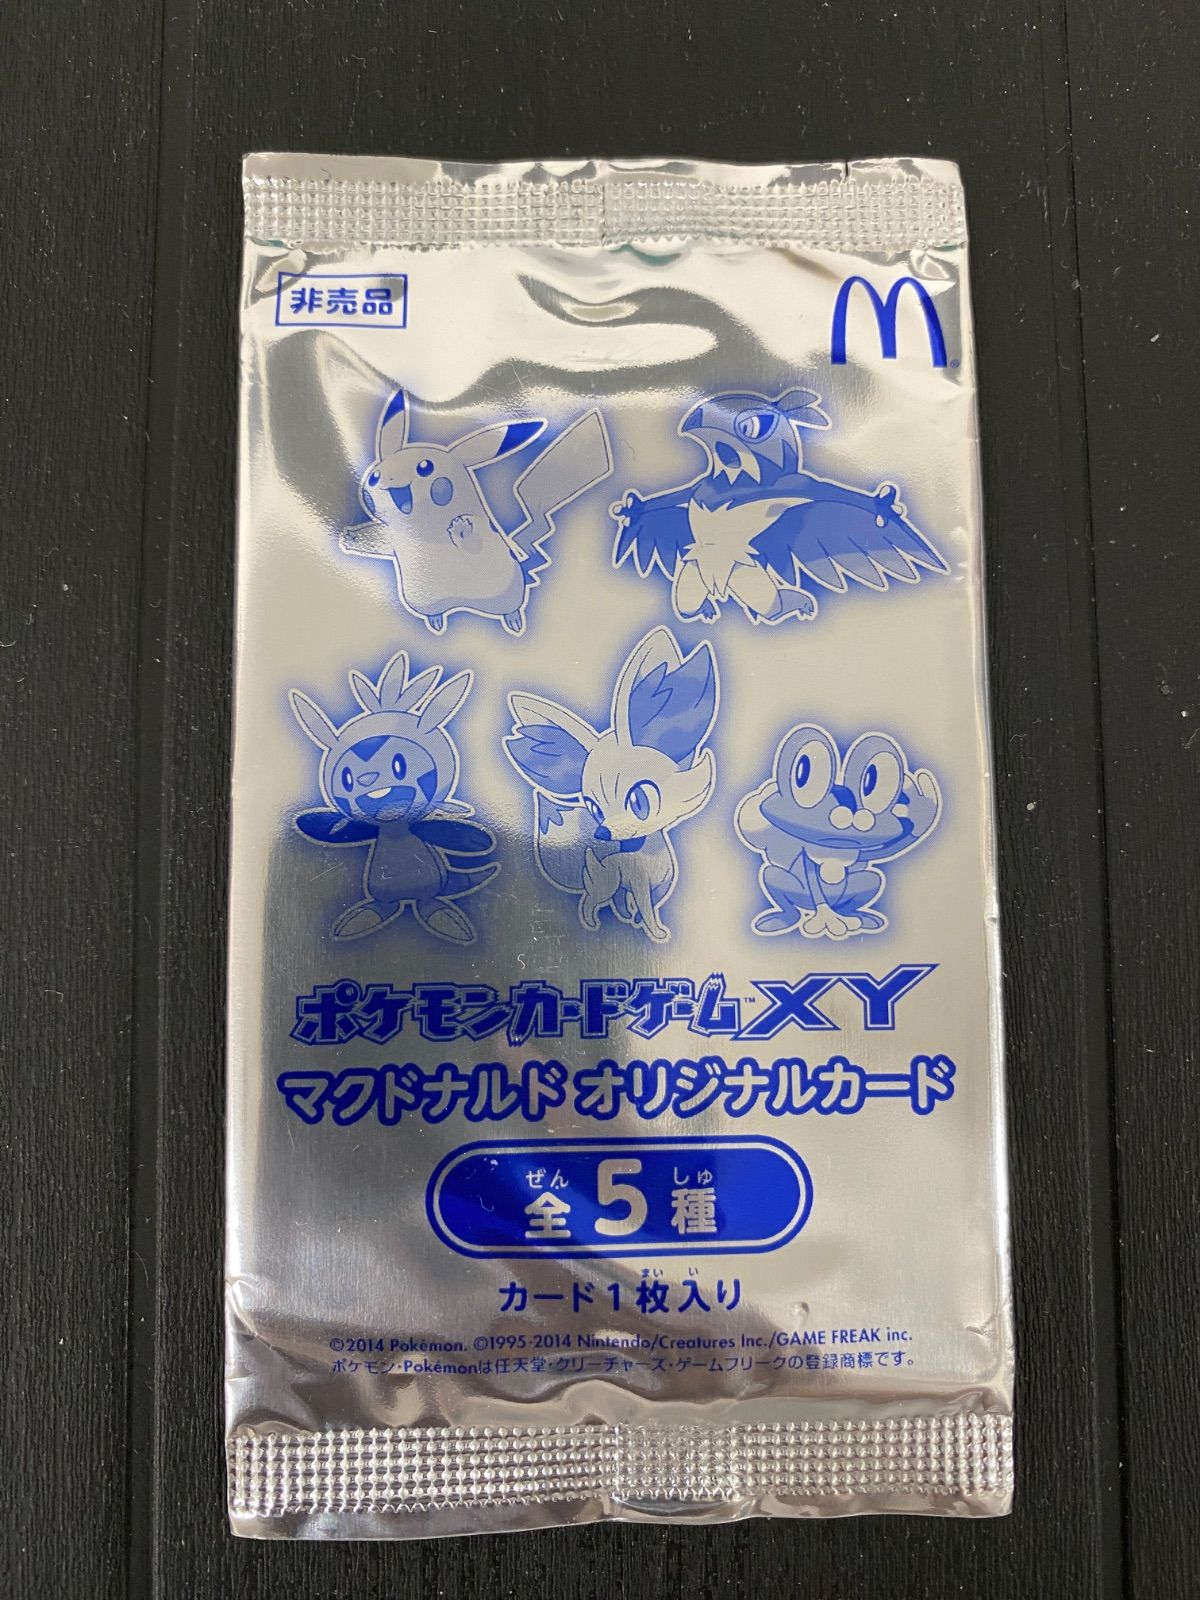 非売品
M
ポケモンカードゲーム™XY
マクドナルド オリジナルカード
ぜん しゅ
全5種
まい い
カード1枚入り
©2014 Pokémon. ©1995-2014 Nintendo/Creatures Inc./GAME FREAK inc.
ポケモン・Pokémonは任天堂・クリーチャーズ・ゲームフリークの登録商標です。